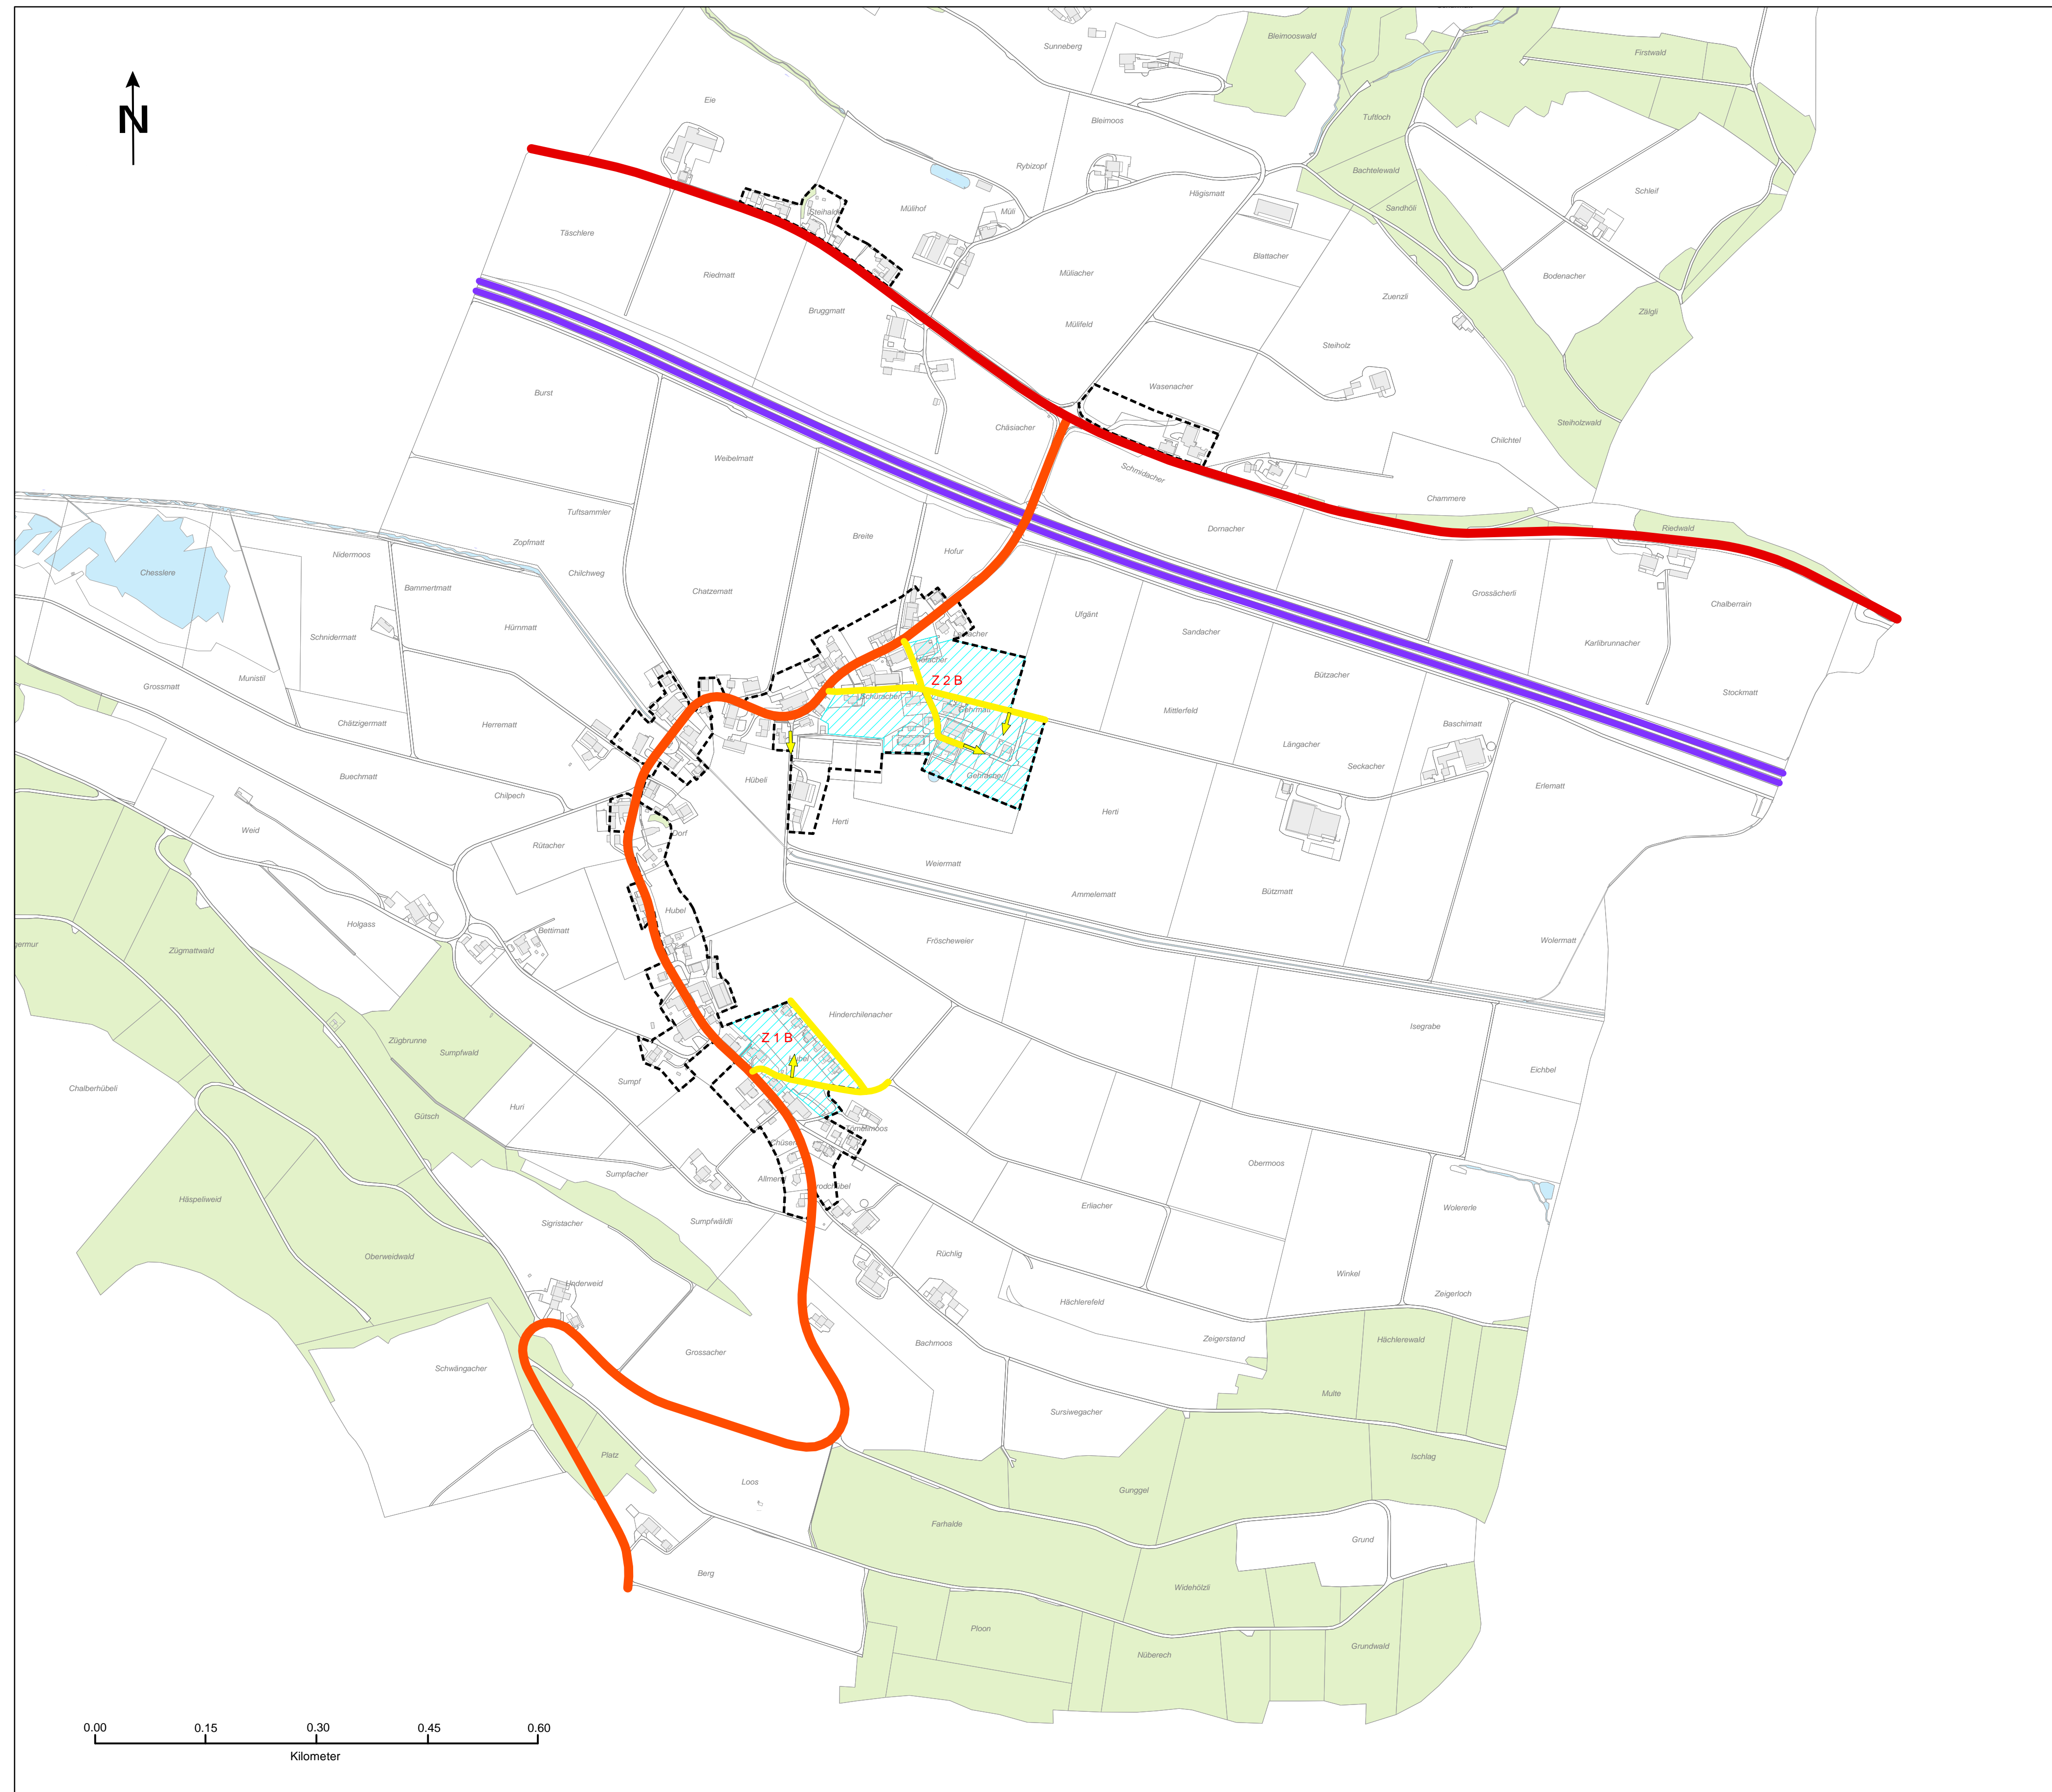 Sunneberg
Bleimooswald
Firstwald
N
Eie
Bleimoos
Tuftloch
Rybizopf
Bachtelewald
Hägismatt
Schleif
Mülihof
Müli
Steihalde
Sandhöli
Täschlere
Blattacher
Riedmatt
Müliacher
Bodenacher
Zuenzli
Bruggmatt
Mülifeld
Zälgli
Steiholz
Burst
Wasenacher
Chäsiacher
Steiholzwald
Chilchtel
Weibelmatt
Schmidacher
Chammere
Tuftsammler
Dornacher
Riedwald
Zopfmatt
Breite
Hofur
Nidermoos
Chesslere
Chilchweg
Bammertmatt
Chatzematt
Grossächerli
Chalberrain
Ufgänt
Hürnmatt
Sandacher
Schnidermatt
Karlibrunnacher
Bützacher
Munistil
Z 2 B
Grossmatt
Schüracher
Stockmatt
Gehrmatt
Mittlerfeld
Chätzigermatt
Herrematt
Baschimatt
Längacher
Seckacher
Buechmatt
Hübeli
Gehracher
Erlematt
Chilpech
Herti
Herti
Weid
Dorf
Rütacher
Weiermatt
Bützmatt
Ammelematt
Hubel
Holgass
Bettimatt
germur
Zügmattwald
Fröscheweier
Wolermatt
Hinderchilenacher
Isegrabe
Zügbrunne
Z 1 B
Sumpfwald
Eichbel
Sumpf
Chalberhübeli
Huri
Gütsch
Obermoos
Sumpfacher
Häspeliweid
Erliacher
Wolererle
Sigristacher
Sumpfwäldli
Oberweidwald
Rüchlig
Winkel
Underweid
Zeigerloch
Hächlerefeld
Zeigerstand
Hächlerewald
Bachmoos
Grossacher
Schwängacher
Multe
Sursiwegacher
Platz
Ischlag
Loos
Gunggel
Farhalde
Grund
Berg
Widehölzli
Ploon
Grundwald
Nüberech
0.00 0.15 0.30 0.45 0.60
Kilometer